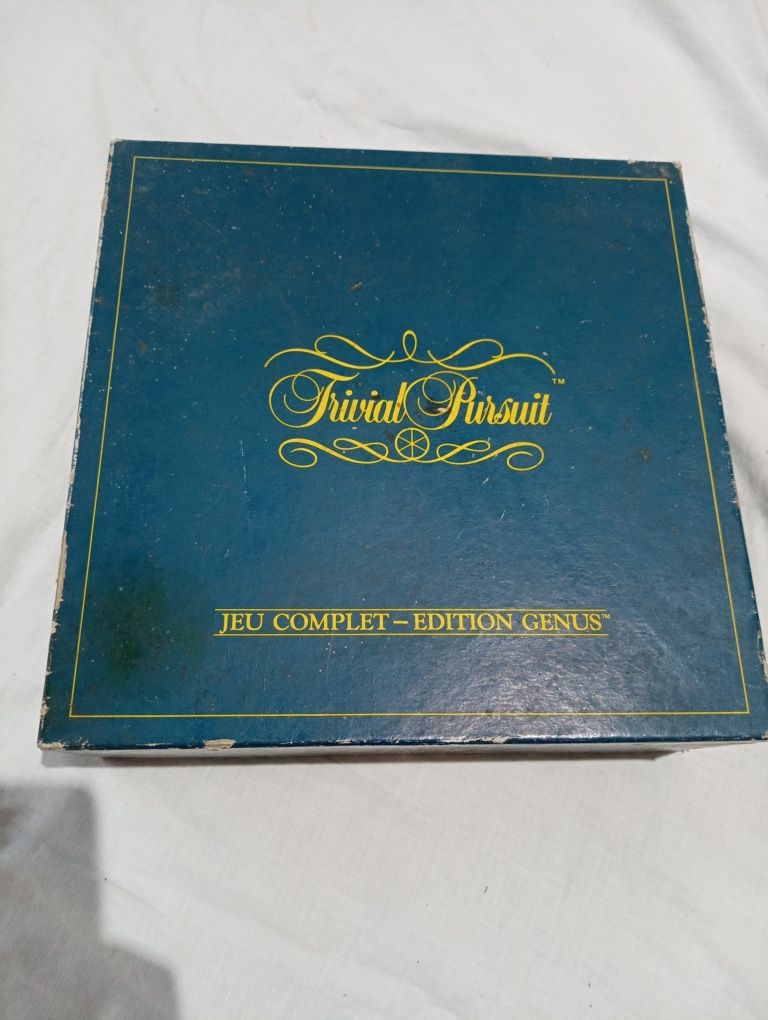 Trivial Pursuit™
JEU COMPLET – EDITION GENUS™